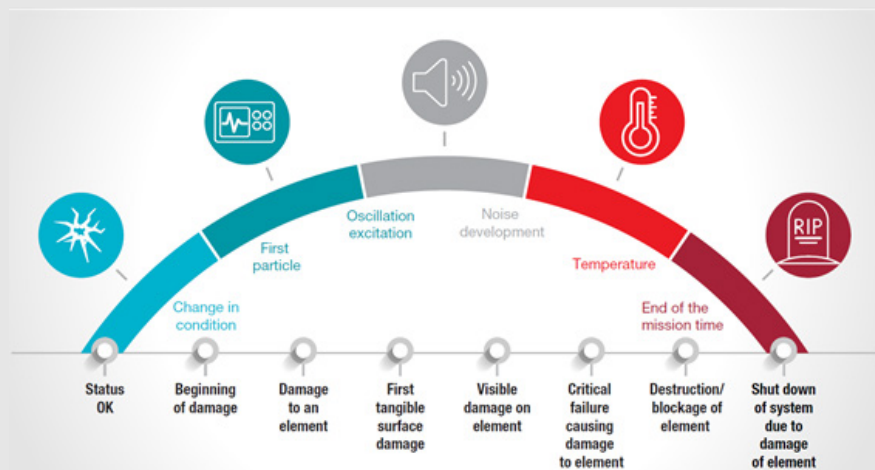 RIP
Oscillation
excitation
Noise
development
First
particle
Temperature
Change in
condition
End of the
mission time
Status
OK
Beginning
of damage
Damage
to an
element
First
tangible
surface
damage
Visible
damage on
element
Critical
failure
causing
damage
to element
Destruction/
blockage of
element
Shut down
of system
due to
damage
of element